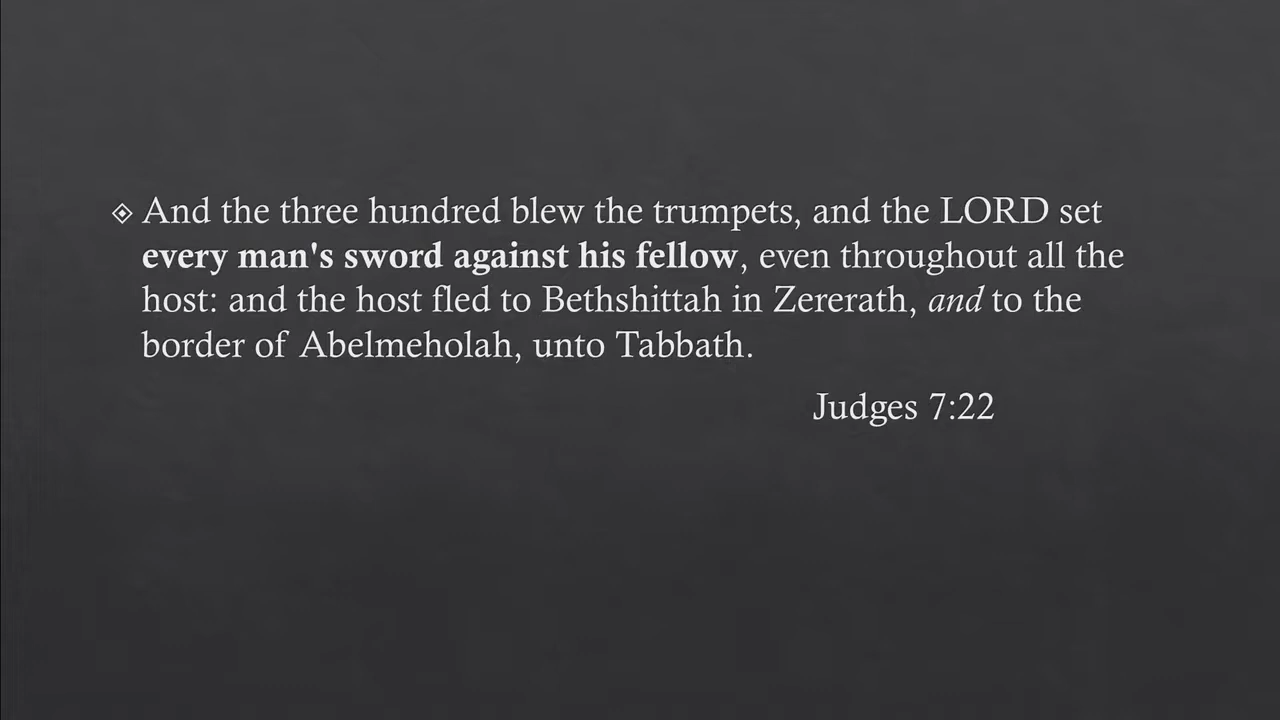 And the three hundred blew the trumpets, and the LORD set
every man's sword against his fellow, even throughout all the
host: and the host fled to Bethshittah in Zererath, and to the
border of Abelmeholah, unto Tabbath.
Judges 7:22